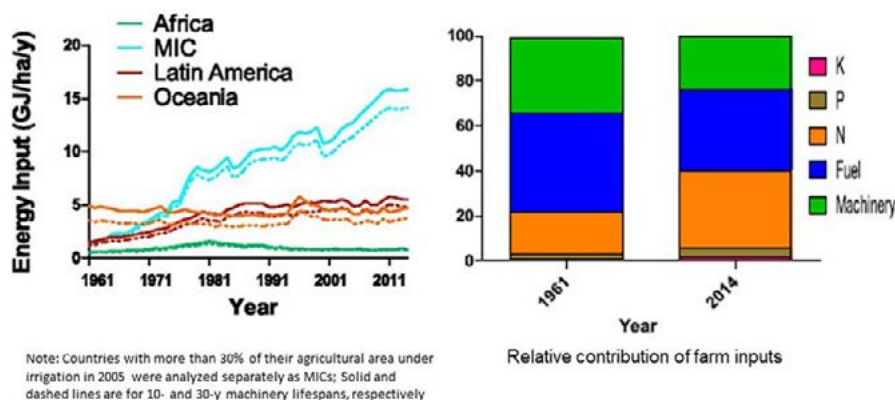 Africa
MIC
Latin America
Oceania
Energy Input (GJ/ha/y)
20
15
10
5
0
1961
1971
1981
1991
2001
2011
Year
Note: Countries with more than 30% of their agricultural area under
irrigation in 2005 were analyzed separately as MICs; Solid and
dashed lines are for 10- and 30-y machinery lifespans, respectively
100
80
60
40
20
0
1961
2014
Year
K
P
N
Fuel
Machinery
Relative contribution of farm inputs